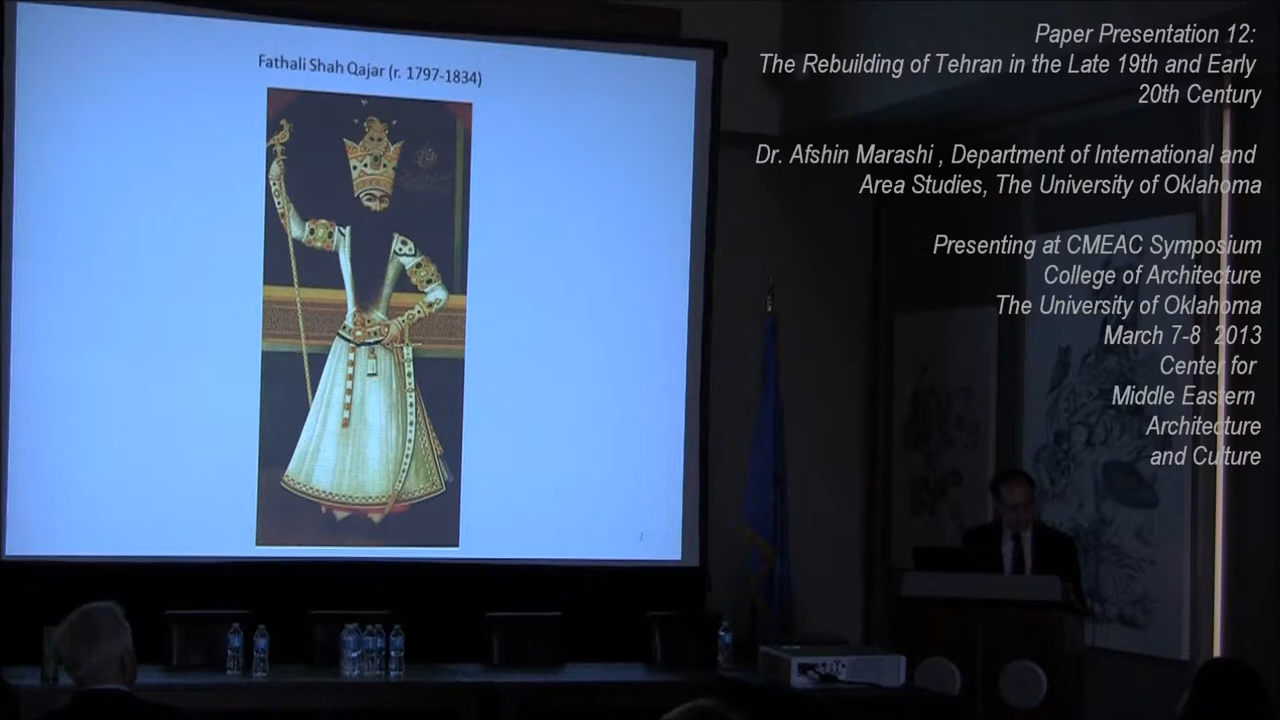 Fathali Shah Qajar (r. 1797-1834)
2
Paper Presentation 12:
The Rebuilding of Tehran in the Late 19th and Early
20th Century
Dr. Afshin Marashi , Department of International and
Area Studies, The University of Oklahoma
Presenting at CMEAC Symposium
College of Architecture
The University of Oklahoma
March 7-8 2013
Center for
Middle Eastern
Architecture
and Culture